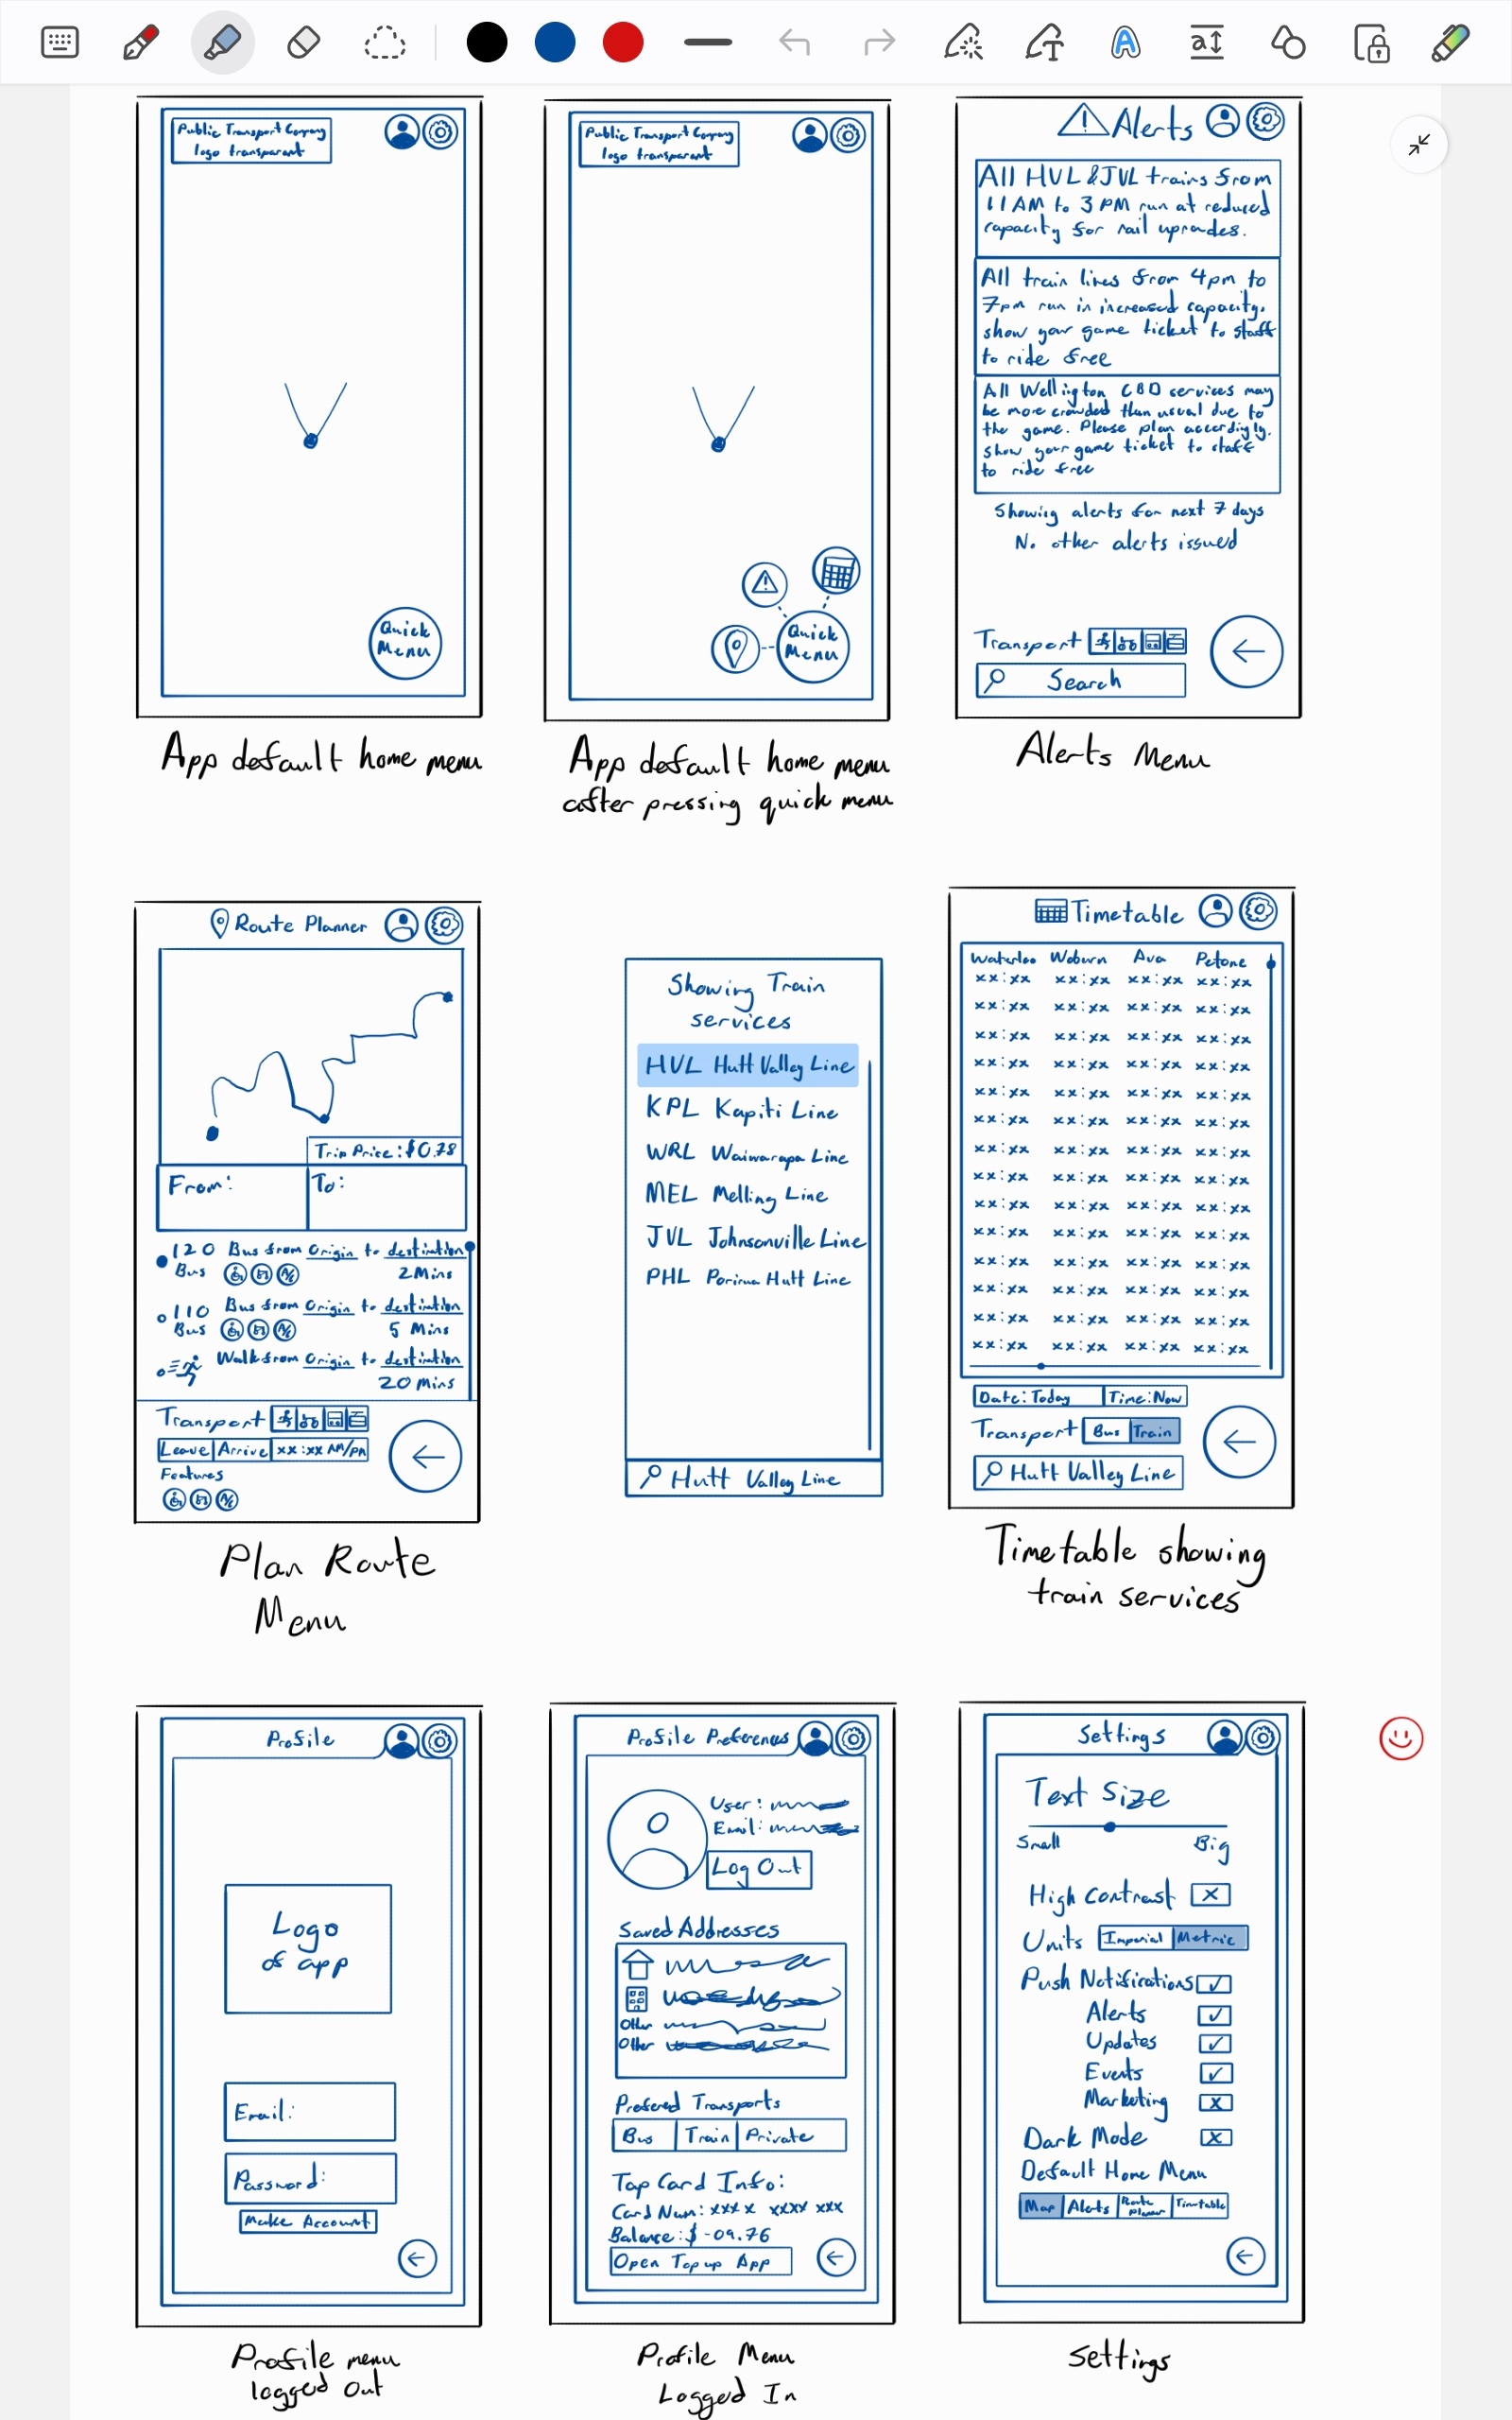 Public Transport Company
logo transparent
Quick
Menu
App default home menu
Public Transport Company
logo transparent
Quick
Menu
App default home menu
after pressing quick menu
Alerts
All HVL & JVL trains from
11AM to 3PM run at reduced
capacity for rail uprades.
All train lines from 4pm to
7pm run in increased capacity.
show your game ticket to staff
to ride free
All Wellington CBD services may
be more crowded than usual due to
the game. Please plan accordigly.
show your game ticket to staff
to ride free
Showing alerts for next 7 days
No other alerts issued
Transport
Search
Alerts Menu
Route Planner
Trip Price: $0.78
From:
To:
120 Bus from Origin to destination
Bus
2 Mins
110 Bus from Origin to destination
Bus
5 Mins
Walk from Origin to destination
20 Mins
Transport
Leave Arrive xx:xx AM/PM
Features
Plan Route
Menu
Showing Train
services
HVL Hutt Valley Line
KPL Kapiti Line
WRL Wairarapa Line
MEL Melling Line
JVL Johnsonville Line
PHL Porirua Hutt Line
Hutt Valley Line
Timetable
Waterloo Woburn Ava Petone
xx:xx xx:xx xx:xx xx:xx
xx:xx xx:xx xx:xx xx:xx
xx:xx xx:xx xx:xx xx:xx
xx:xx xx:xx xx:xx xx:xx
xx:xx xx:xx xx:xx xx:xx
xx:xx xx:xx xx:xx xx:xx
xx:xx xx:xx xx:xx xx:xx
xx:xx xx:xx xx:xx xx:xx
xx:xx xx:xx xx:xx xx:xx
xx:xx xx:xx xx:xx xx:xx
xx:xx xx:xx xx:xx xx:xx
xx:xx xx:xx xx:xx xx:xx
xx:xx xx:xx xx:xx xx:xx
xx:xx xx:xx xx:xx xx:xx
Date: Today Time: Now
Transport Bus Train
Hutt Valley Line
Timetable showing
train services
Profile
Logo
of app
Email:
Password:
Make Account
Profile menu
logged out
Profile Preferences
User:
Email:
Log Out
Saved Addresses
Other
Other
Prefered Transports
Bus Train Private
Tap Card Info:
Card Num: xxxx xxxx xxx
Balance: $-09.76
Open Top up App
Profile Menu
Logged In
Settings
Text Size
Small Big
High Contrast
Units Imperial Metric
Push Notifications
Alerts
Updates
Events
Marketing
Dark Mode
Default Home Menu
Map Alerts Route Planner Timetable
Settings